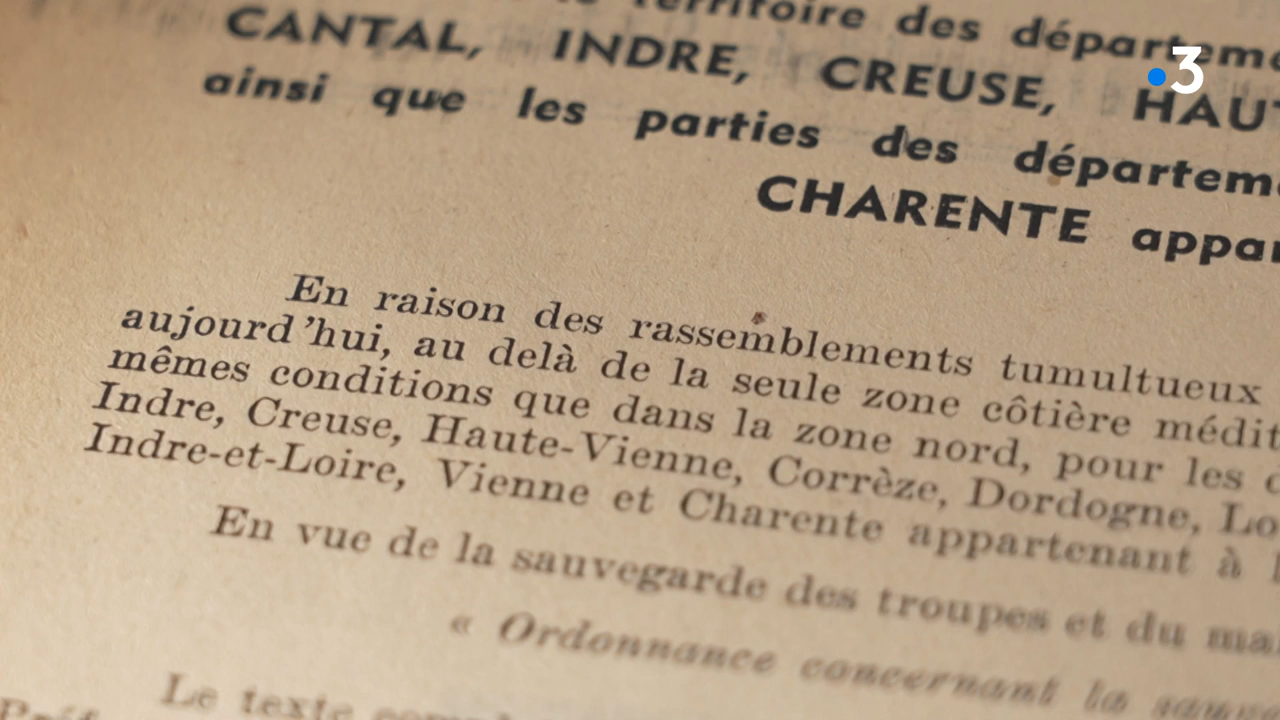 territoire des départeme
CANTAL, INDRE, CREUSE, HAUT
ainsi que les parties des départem
CHARENTE appar
3
En raison des rassemblements tumultueux
aujourd'hui, au delà de la seule zone côtière médit
mêmes conditions que dans la zone nord, pour les
Indre, Creuse, Haute-Vienne, Corrèze, Dordogne, Lo
Indre-et-Loire, Vienne et Charente appartenant à
En vue de la sauvegarde des troupes et du ma
« Ordonnance concernant la sauve
Le texte